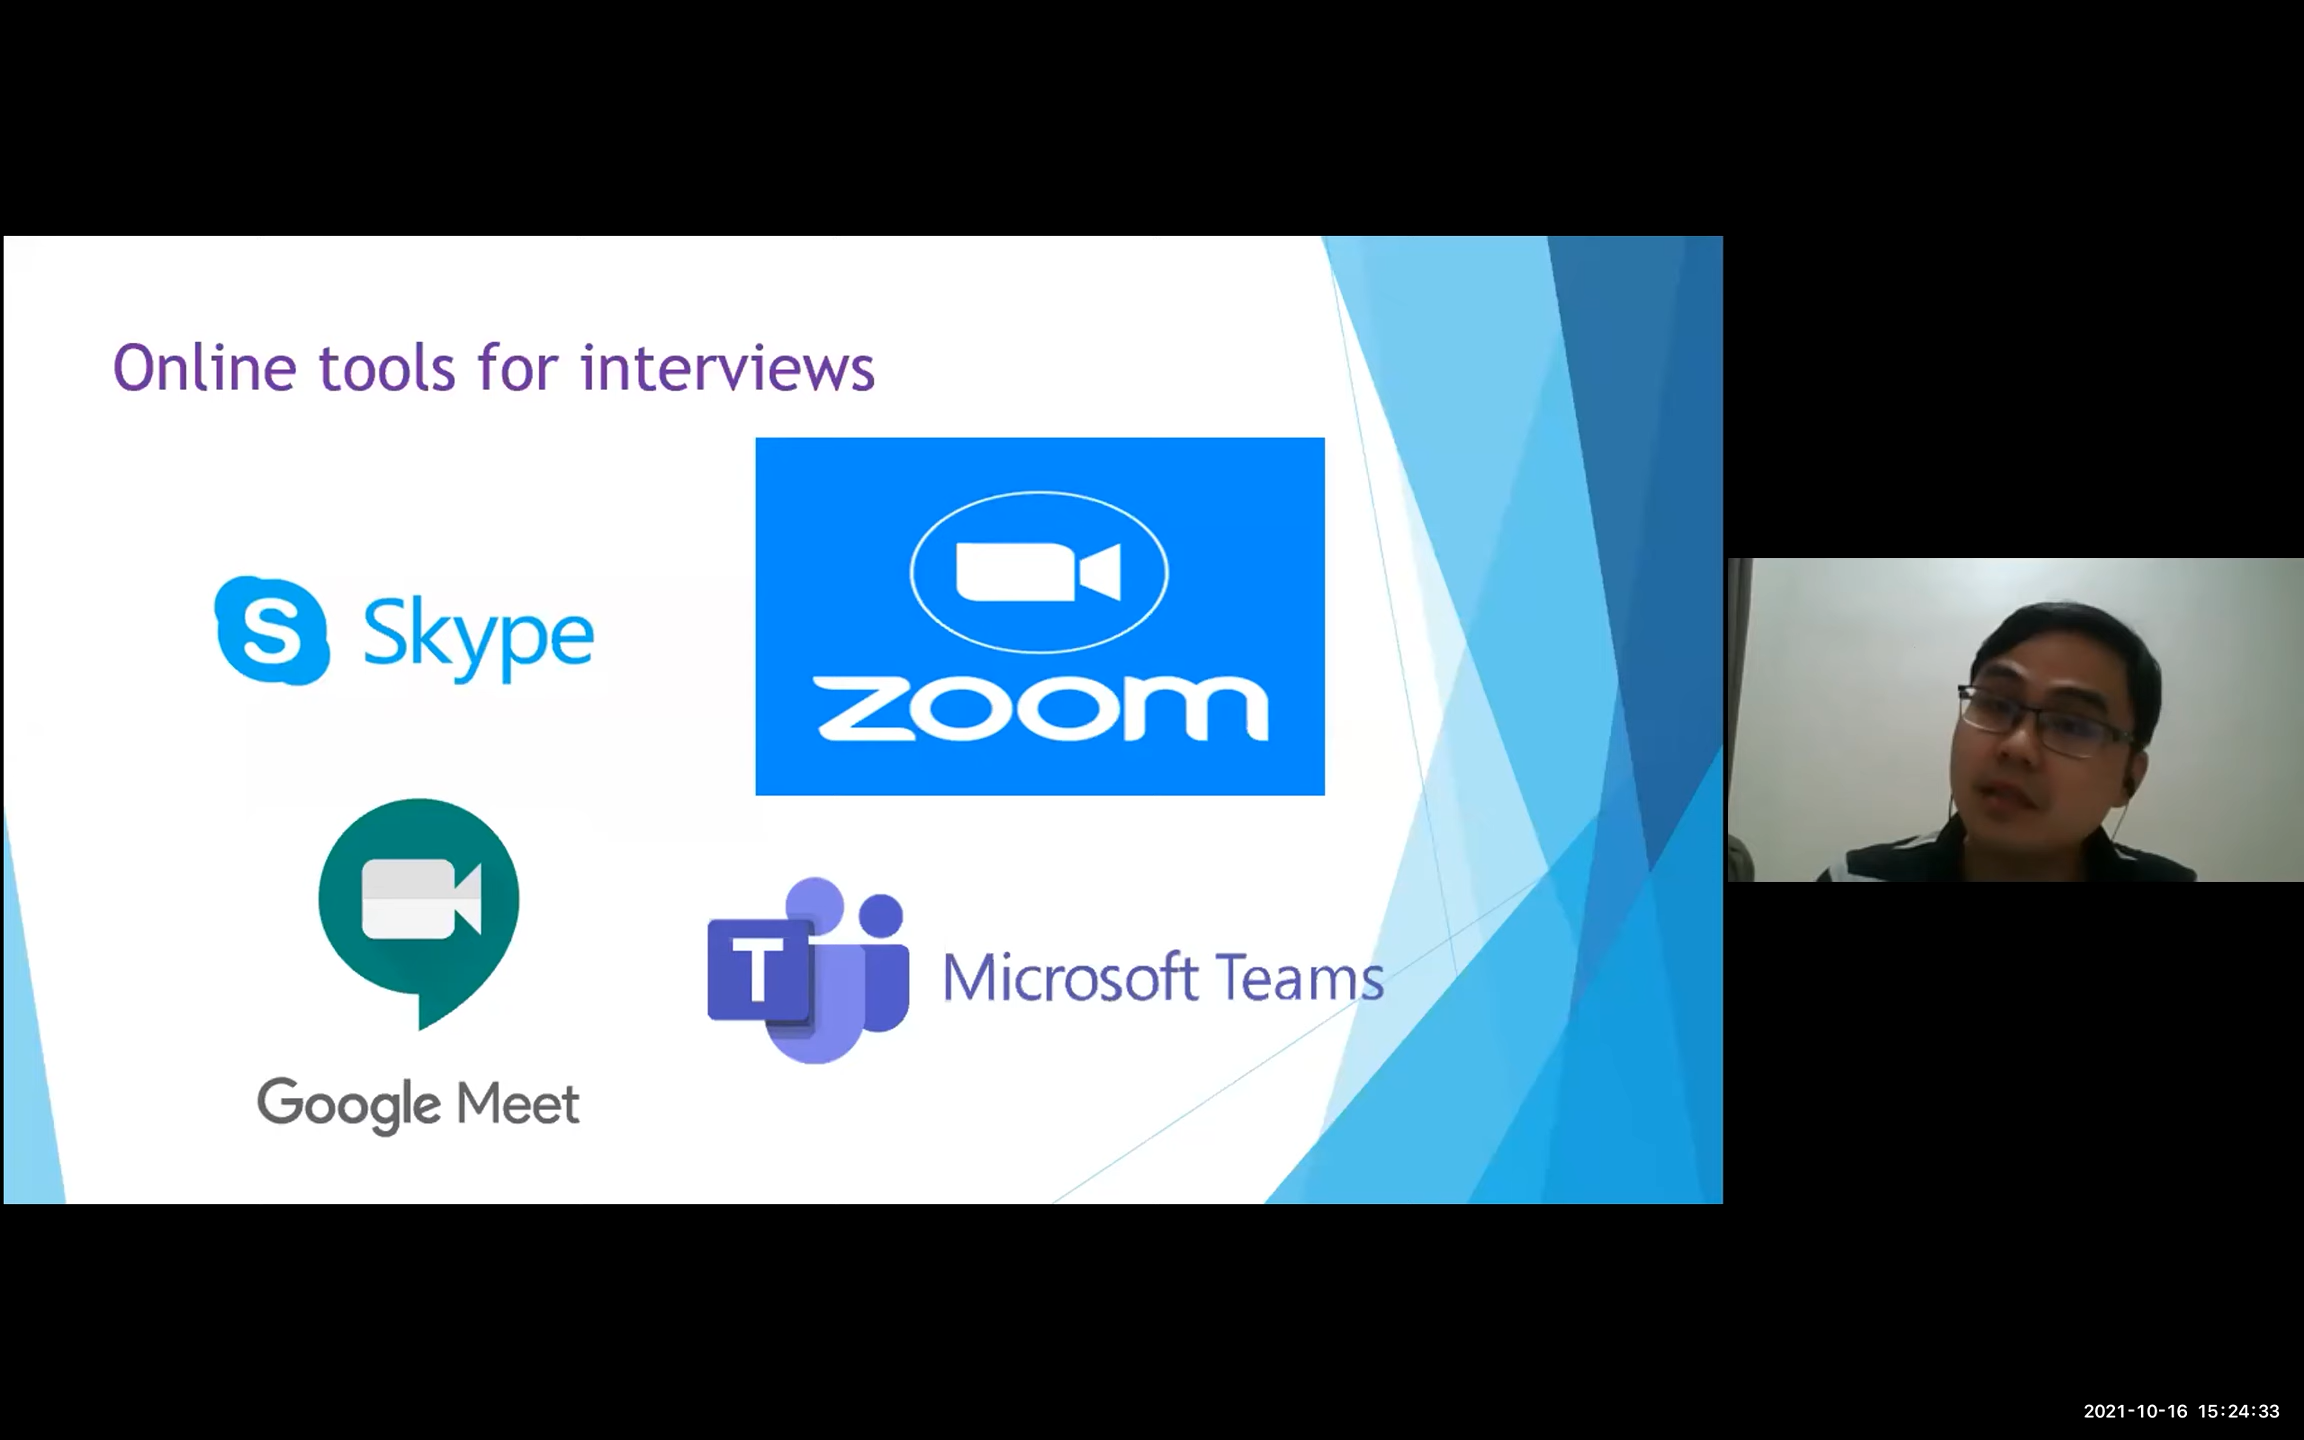 Online tools for interviews
S Skype
zoom
T Microsoft Teams
Google Meet
2021-10-16 15:24:33